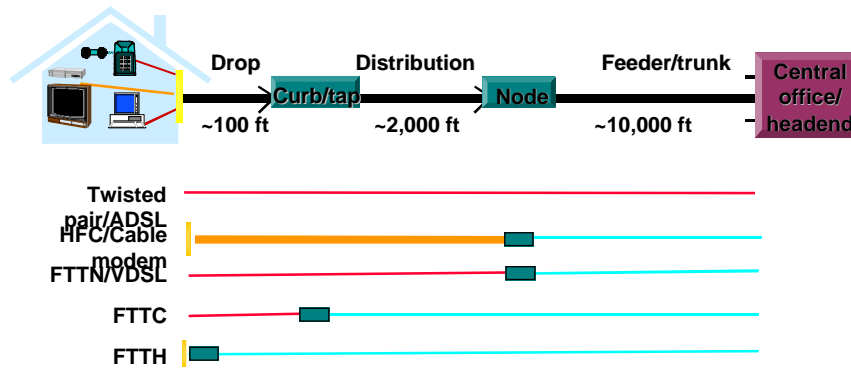 Drop
Distribution
Feeder/trunk
Central
office/
headend
Curb/tap
Node
~100 ft
~2,000 ft
~10,000 ft
Twisted
pair/ADSL
HFC/Cable
modem
FTTN/VDSL
FTTC
FTTH